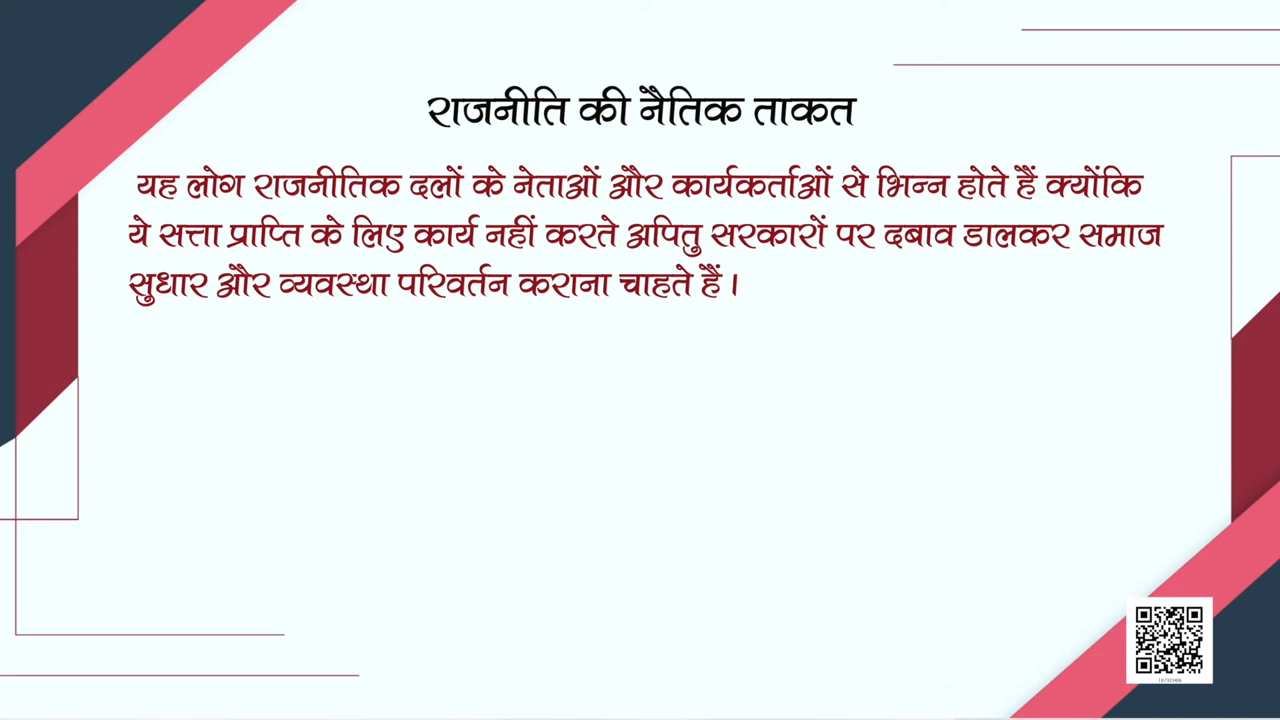 राजनीति की नैतिक ताकत
यह लोग राजनीतिक दलों के नेताओं और कार्यकर्ताओं से भिन्न होते हैं क्योंकि
ये सत्ता प्राप्ति के लिए कार्य नहीं करते अपितु सरकारों पर दबाव डालकर समाज
सुधार और व्यवस्था परिवर्तन कराना चाहते हैं ।